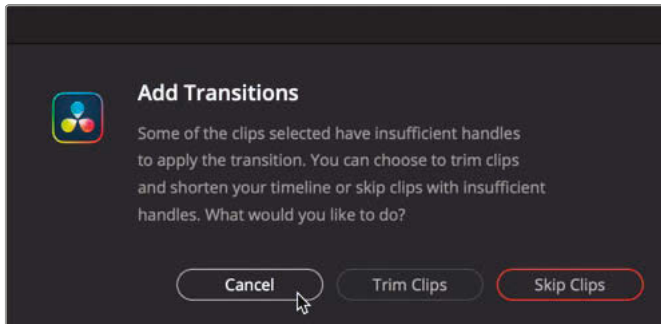 Add Transitions
Some of the clips selected have insufficient handles
to apply the transition. You can choose to trim clips
and shorten your timeline or skip clips with insufficient
handles. What would you like to do?
Cancel
Trim Clips
Skip Clips